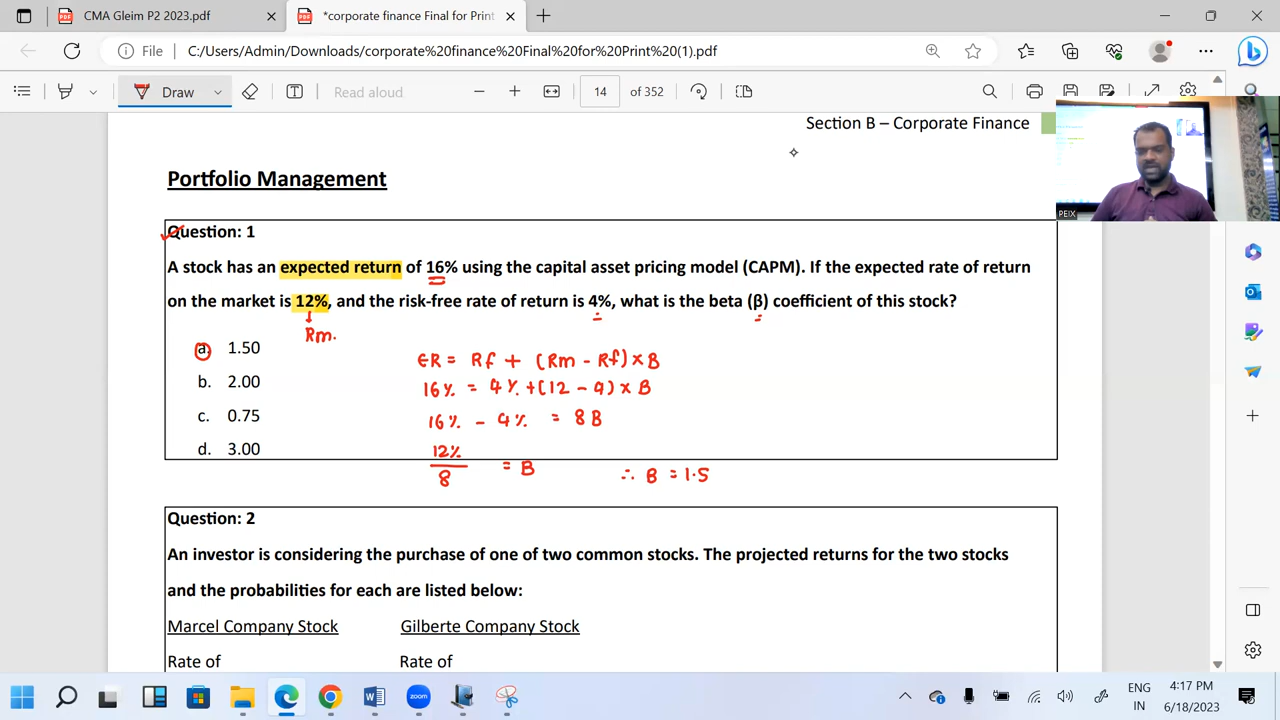 CMA Gleim P2 2023.pdf
*corporate finance Final for Print
File
C:/Users/Admin/Downloads/corporate%20finance%20Final%20for%20Print%20(1).pdf
Draw
Read aloud
14
of 352
Section B – Corporate Finance
PEIX
Portfolio Management
Question: 1
A stock has an expected return of 16% using the capital asset pricing model (CAPM). If the expected rate of return
on the market is 12%, and the risk-free rate of return is 4%, what is the beta (β) coefficient of this stock?
Rm.
a. 1.50
b. 2.00
c. 0.75
d. 3.00
ER = Rf + (Rm - Rf) × B
16% = 4% + (12 - 4) × B
16% - 4% = 8 B
12%
8
= B
∴ B = 1.5
Question: 2
An investor is considering the purchase of one of two common stocks. The projected returns for the two stocks
and the probabilities for each are listed below:
Marcel Company Stock
Gilberte Company Stock
Rate of
Rate of
zoom
ENG
IN
4:17 PM
6/18/2023